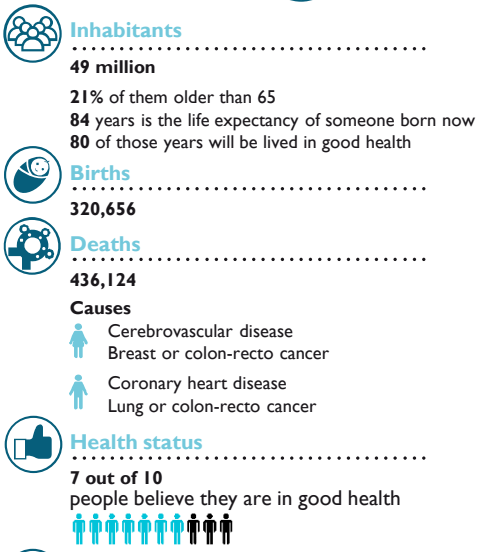 Inhabitants
49 million
21% of them older than 65
84 years is the life expectancy of someone born now
80 of those years will be lived in good health
Births
320,656
Deaths
436,124
Causes
Cerebrovascular disease
Breast or colon-recto cancer
Coronary heart disease
Lung or colon-recto cancer
Health status
7 out of 10
people believe they are in good health